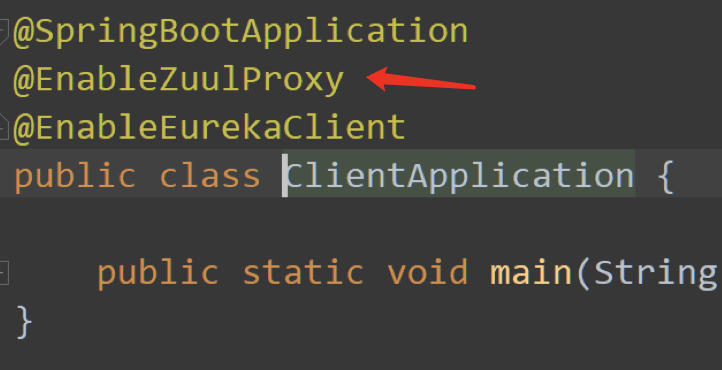 @SpringBootApplication
@EnableZuulProxy
@EnableEurekaClient
public class ClientApplication {
public static void main(String
}